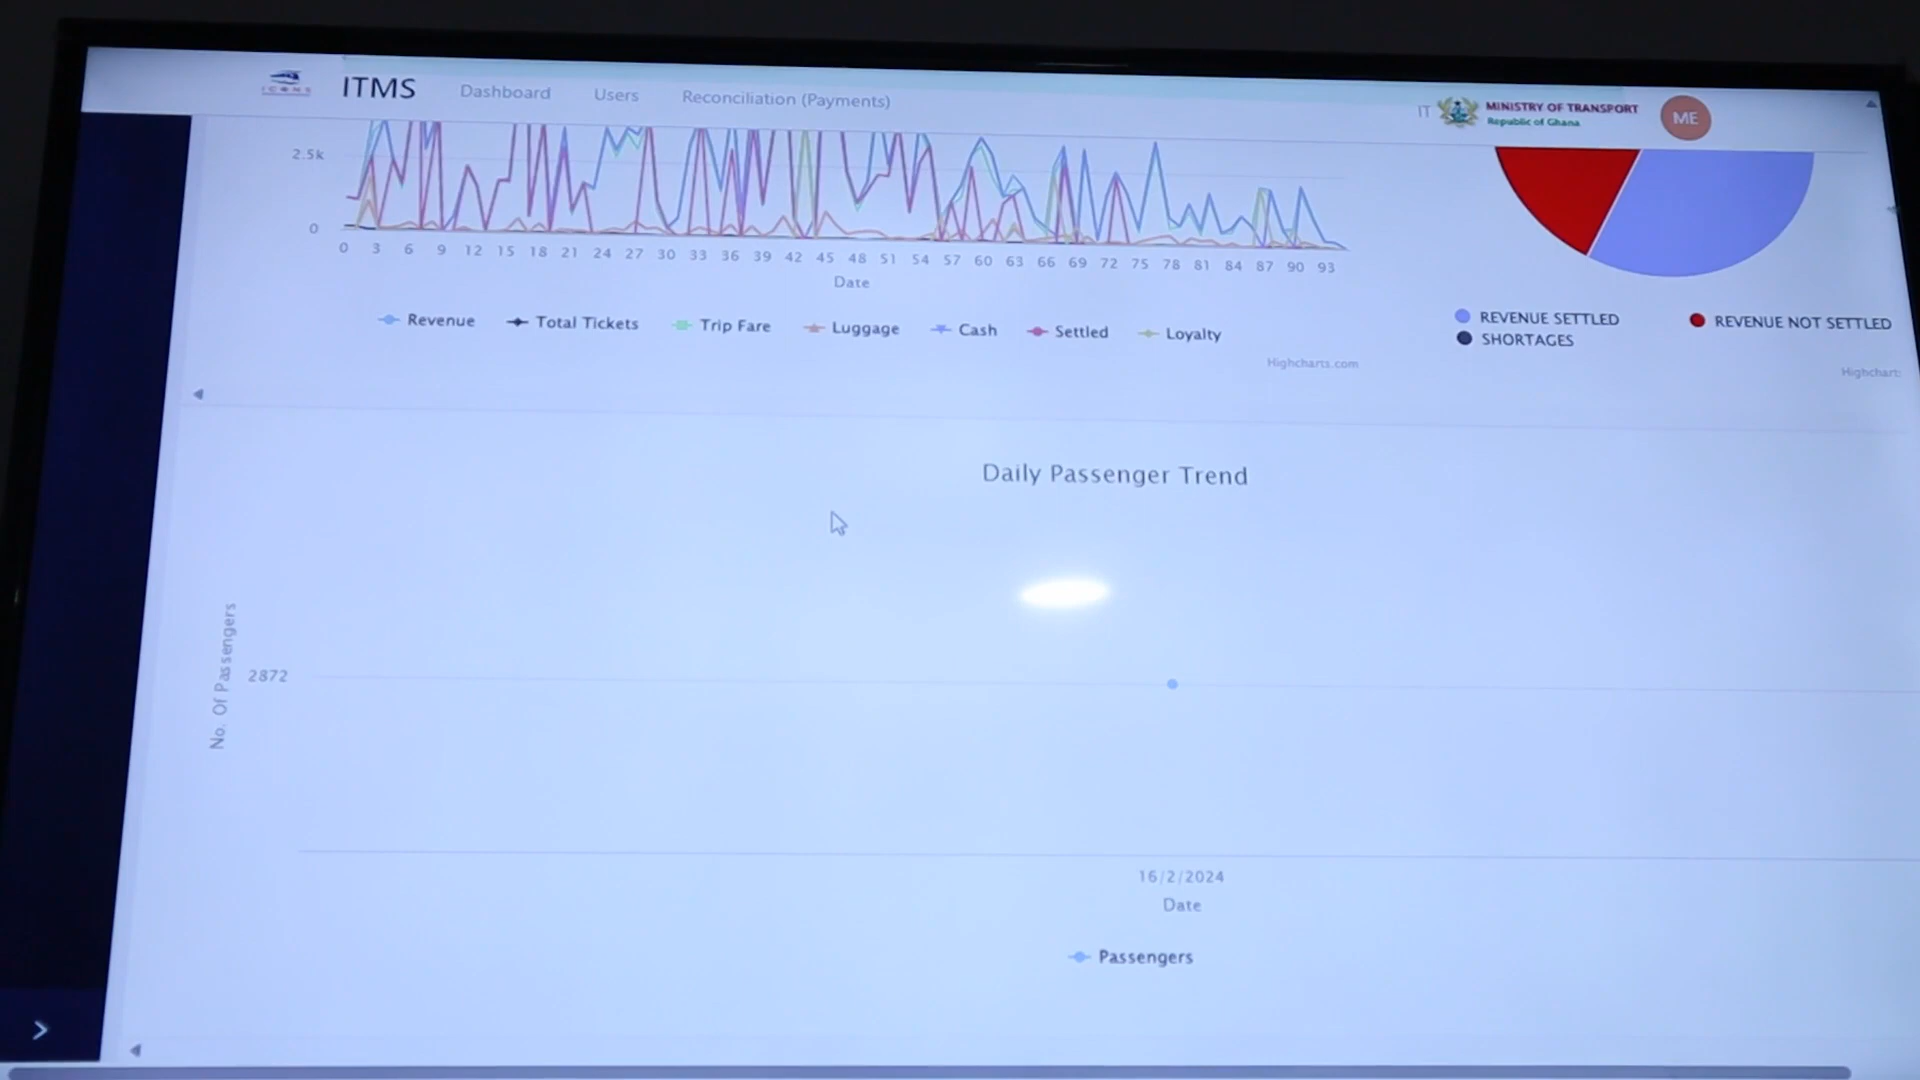 ICONS
ITMS
Dashboard
Users
Reconciliation (Payments)
IT
MINISTRY OF TRANSPORT
Republic of Ghana
ME
2.5k
0
0 3 6 9 12 15 18 21 24 27 30 33 36 39 42 45 48 51 54 57 60 63 66 69 72 75 78 81 84 87 90 93
Date
Revenue Total Tickets Trip Fare Luggage Cash Settled Loyalty
Highcharts.com
REVENUE SETTLED REVENUE NOT SETTLED
SHORTAGES
Highchart
Daily Passenger Trend
No. Of Passengers
2872
16/2/2024
Date
Passengers